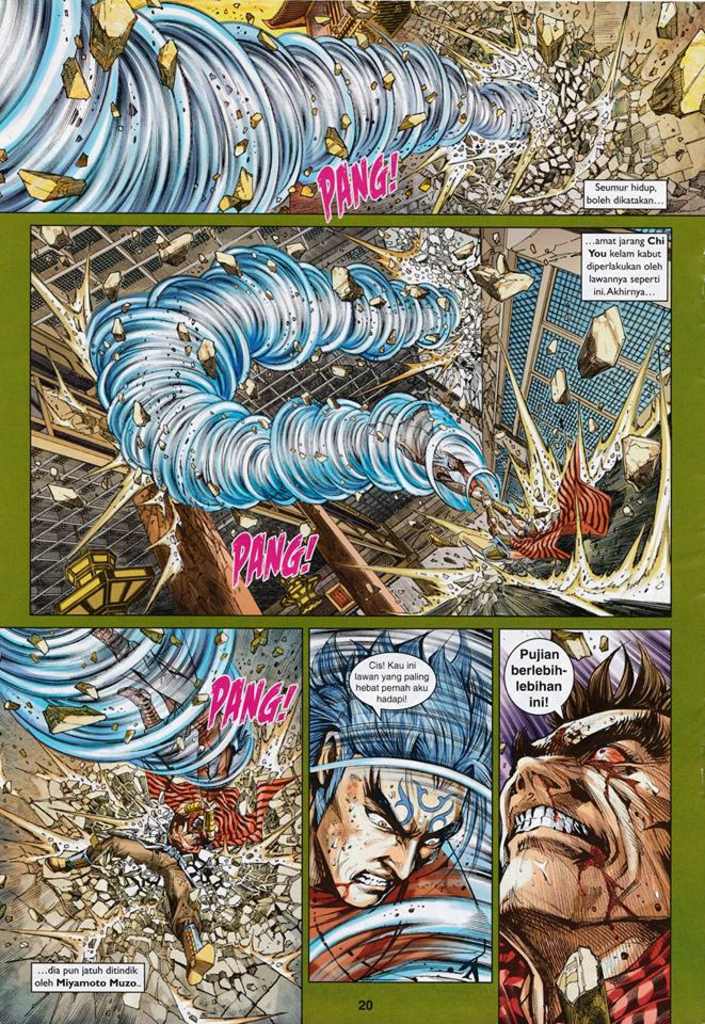 PANG!
Seumur hidup,
boleh dikatakan...
...amat jarang Chi
You kelam kabut
diperlakukan oleh
lawannya seperti
ini. Akhirnya...
PANG!
PANG!
Cis! Kau ini
lawan yang paling
hebat pernah aku
hadapi!
Pujian
berlebih-
lebihan
ini!
...dia pun jatuh ditindik
oleh Miyamoto Muzo..
20